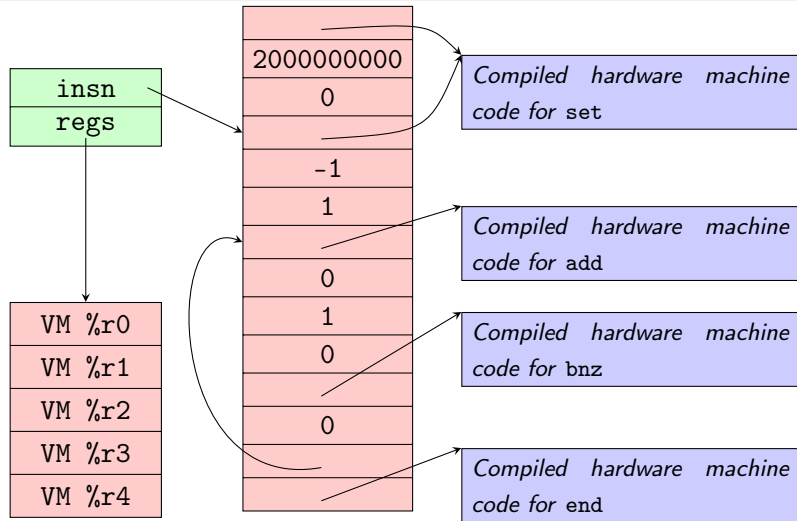 insn
regs
VM %r0
VM %r1
VM %r2
VM %r3
VM %r4
2000000000
0
-1
1
0
1
0
0
Compiled hardware machine
code for set
Compiled hardware machine
code for add
Compiled hardware machine
code for bnz
Compiled hardware machine
code for end